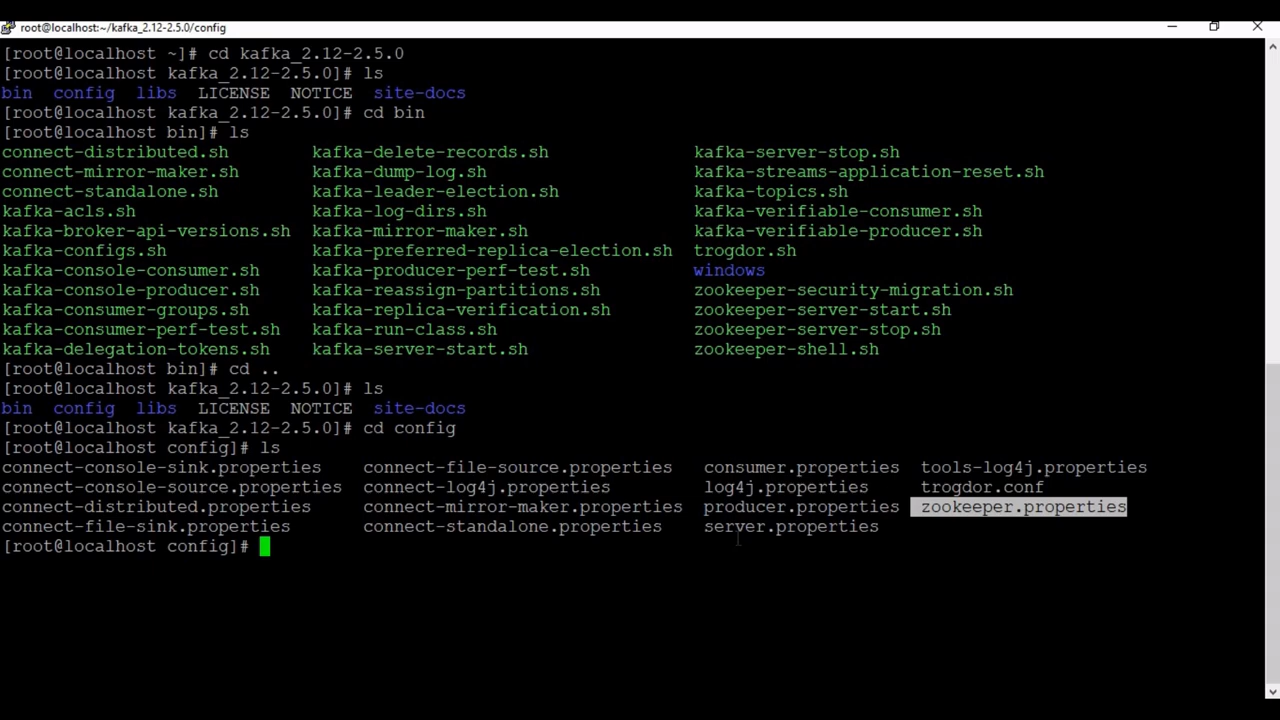 root@localhost:~/kafka_2.12-2.5.0/config
[root@localhost ~]# cd kafka_2.12-2.5.0
[root@localhost kafka_2.12-2.5.0]# ls
bin config libs LICENSE NOTICE site-docs
[root@localhost kafka_2.12-2.5.0]# cd bin
[root@localhost bin]# ls
connect-distributed.sh kafka-delete-records.sh kafka-server-stop.sh
connect-mirror-maker.sh kafka-dump-log.sh kafka-streams-application-reset.sh
connect-standalone.sh kafka-leader-election.sh kafka-topics.sh
kafka-acls.sh kafka-log-dirs.sh kafka-verifiable-consumer.sh
kafka-broker-api-versions.sh kafka-mirror-maker.sh kafka-verifiable-producer.sh
kafka-configs.sh kafka-preferred-replica-election.sh trogdor.sh
kafka-console-consumer.sh kafka-producer-perf-test.sh windows
kafka-console-producer.sh kafka-reassign-partitions.sh zookeeper-security-migration.sh
kafka-consumer-groups.sh kafka-replica-verification.sh zookeeper-server-start.sh
kafka-consumer-perf-test.sh kafka-run-class.sh zookeeper-server-stop.sh
kafka-delegation-tokens.sh kafka-server-start.sh zookeeper-shell.sh
[root@localhost bin]# cd ..
[root@localhost kafka_2.12-2.5.0]# ls
bin config libs LICENSE NOTICE site-docs
[root@localhost kafka_2.12-2.5.0]# cd config
[root@localhost config]# ls
connect-console-sink.properties connect-file-source.properties consumer.properties tools-log4j.properties
connect-console-source.properties connect-log4j.properties log4j.properties trogdor.conf
connect-distributed.properties connect-mirror-maker.properties producer.properties zookeeper.properties
connect-file-sink.properties connect-standalone.properties server.properties
[root@localhost config]#